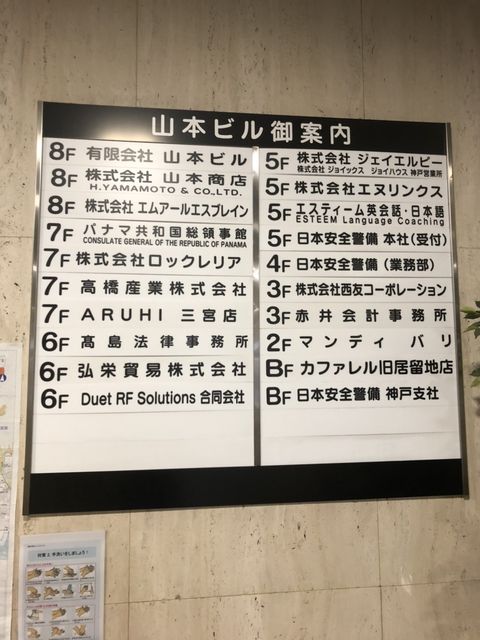 山本ビル御案内
8F 有限会社 山本ビル
8F 株式会社 山本商店
H.YAMAMOTO & CO.,LTD.
8F 株式会社 エムアールエスブレイン
7F パナマ共和国総領事館
CONSULATE GENERAL OF THE REPUBLIC OF PANAMA
7F 株式会社ロックレリア
7F 高橋産業株式会社
7F ARUHI 三宮店
6F 髙島法律事務所
6F 弘栄貿易株式会社
6F Duet RF Solutions 合同会社
5F 株式会社 ジェイエルピー
株式会社 ジョイックス ジョイハウス 神戸営業所
5F 株式会社エヌリンクス
5F エスティーム英会話・日本語
ESTEEM Language Coaching
5F 日本安全警備 本社(受付)
4F 日本安全警備(業務部)
3F 株式会社西友コーポレーション
3F 赤井会計事務所
2F マンディ バリ
BF カファレル旧居留地店
BF 日本安全警備 神戸支社